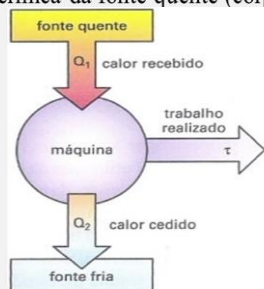 fonte quente
Q₁ calor recebido
trabalho
realizado
máquina
τ
Q₂ calor cedido
fonte fria